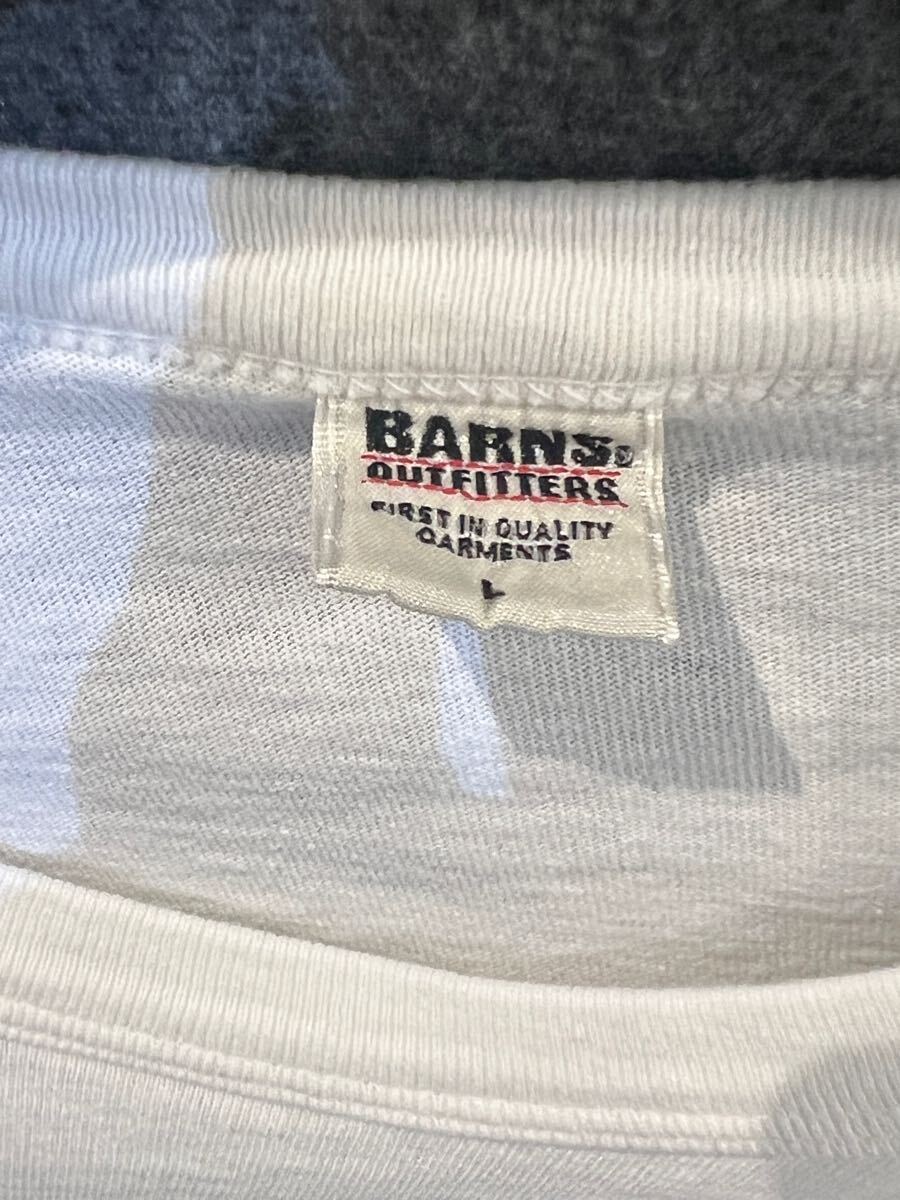 BARNS.
OUTFITTERS
FIRST IN QUALITY
GARMENTS
L